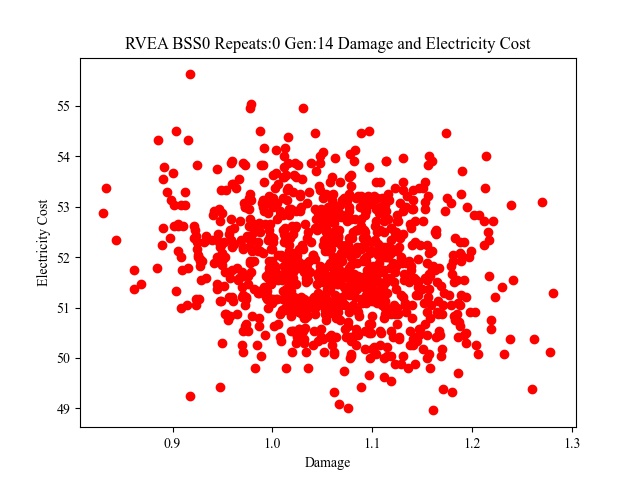 RVEA BSS0 Repeats:0 Gen:14 Damage and Electricity Cost
Electricity Cost
55
54
53
52
51
50
49
0.9 1.0 1.1 1.2 1.3
Damage